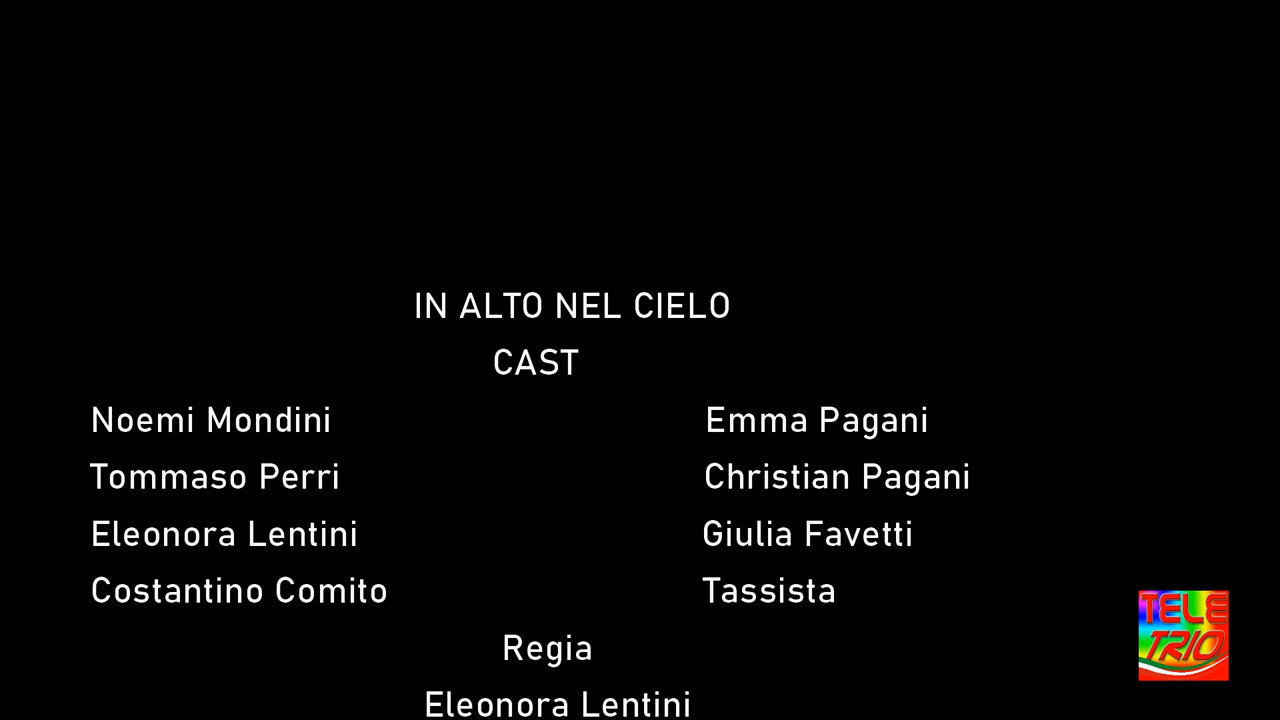 IN ALTO NEL CIELO
CAST
Noemi Mondini Emma Pagani
Tommaso Perri Christian Pagani
Eleonora Lentini Giulia Favetti
Costantino Comito Tassista
Regia
Eleonora Lentini
TELE
TRIO